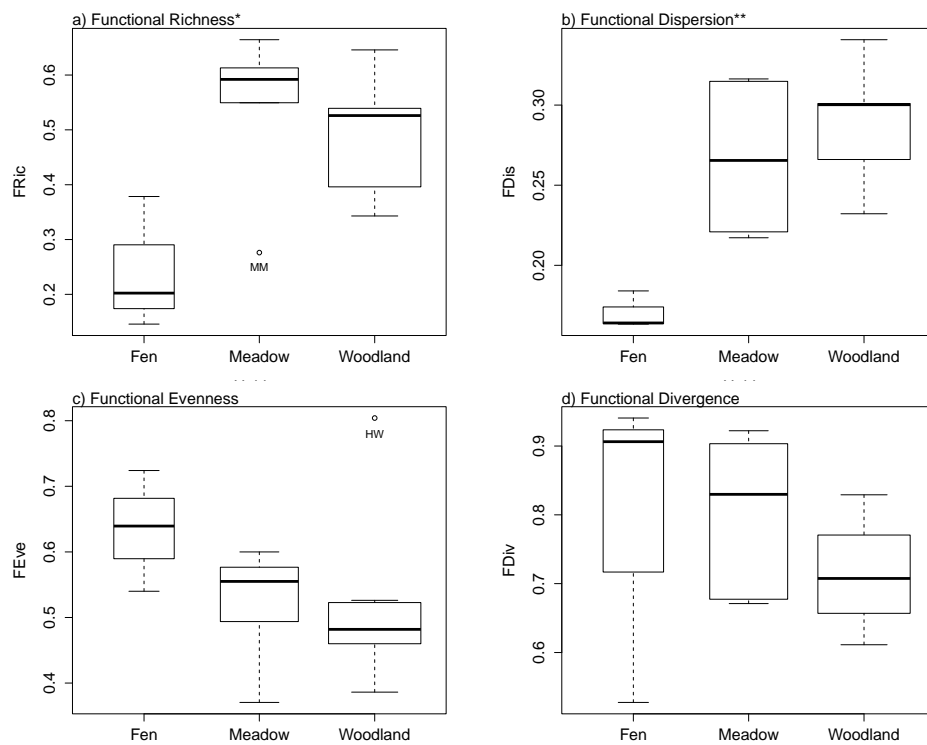 a) Functional Richness*
FRic
0.6
0.5
0.4
0.3
0.2
MM
Fen Meadow Woodland
b) Functional Dispersion**
FDis
0.30
0.25
0.20
Fen Meadow Woodland
c) Functional Evenness
FEve
0.8
0.7
0.6
0.5
0.4
HW
Fen Meadow Woodland
d) Functional Divergence
FDiv
0.9
0.8
0.7
0.6
Fen Meadow Woodland